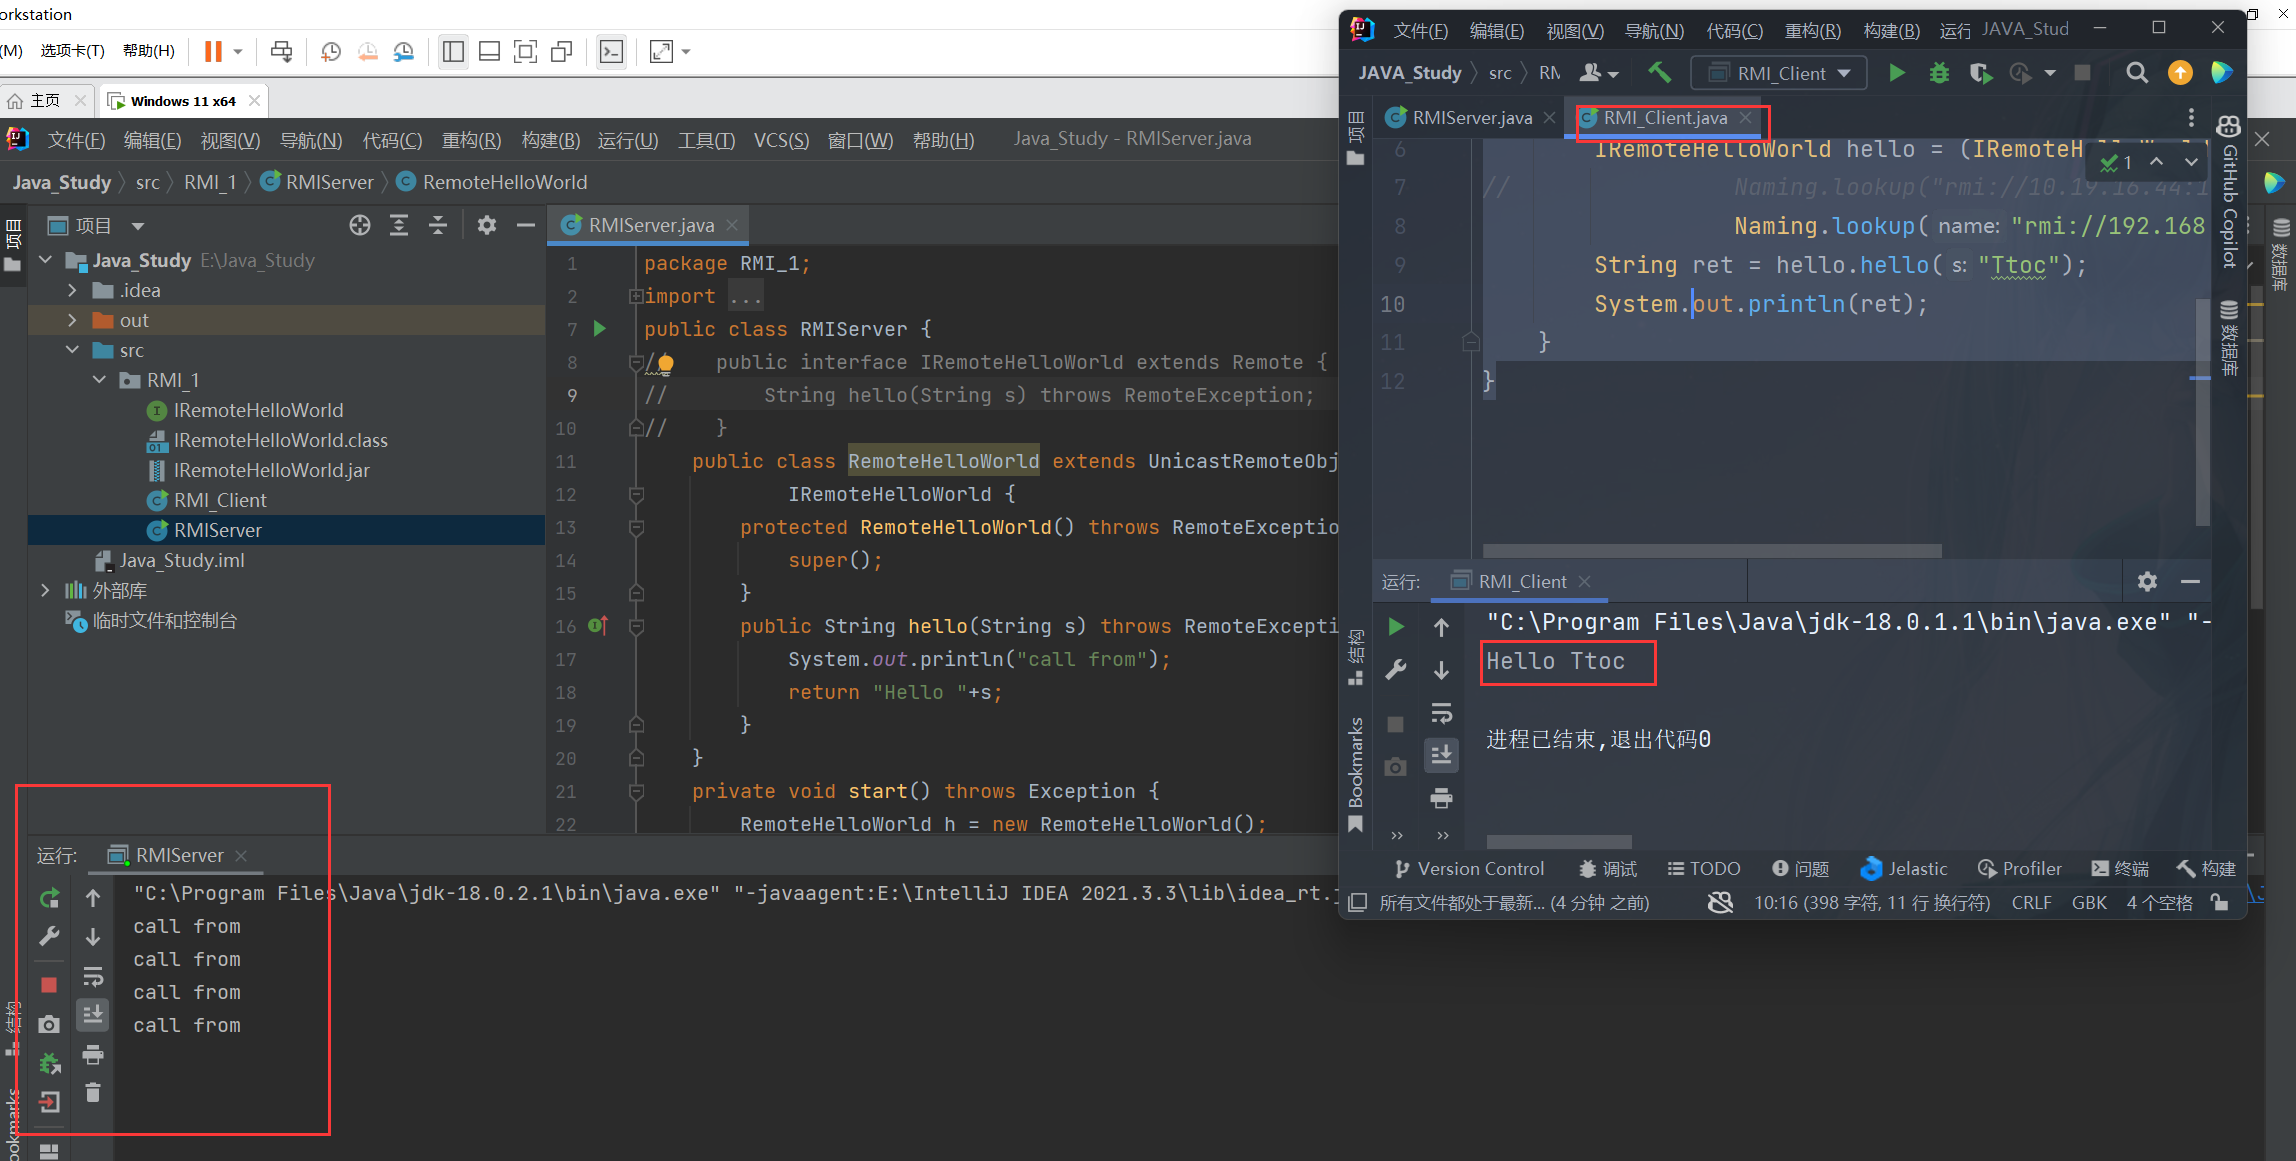 orkstation
(M) 选项卡(T) 帮助(H)
主页 Windows 11 x64
文件(F) 编辑(E) 视图(V) 导航(N) 代码(C) 重构(R) 构建(B) 运行(U) 工具(T) VCS(S) 窗口(W) 帮助(H) Java_Study - RMIServer.java
Java_Study src RMI_1 RMIServer RemoteHelloWorld
项目
项目
Java_Study E:\Java_Study
.idea
out
src
RMI_1
IRemoteHelloWorld
IRemoteHelloWorld.class
IRemoteHelloWorld.jar
RMI_Client
RMIServer
Java_Study.iml
外部库
临时文件和控制台
RMIServer.java
1 package RMI_1;
2 import ...
7 public class RMIServer {
8 // public interface IRemoteHelloWorld extends Remote {
9 // String hello(String s) throws RemoteException;
10 // }
11 public class RemoteHelloWorld extends UnicastRemoteObj
12 IRemoteHelloWorld {
13 protected RemoteHelloWorld() throws RemoteExceptio
14 super();
15 }
16 public String hello(String s) throws RemoteExcepti
17 System.out.println("call from");
18 return "Hello "+s;
19 }
20 }
21 private void start() throws Exception {
22 RemoteHelloWorld h = new RemoteHelloWorld();
运行: RMIServer
"C:\Program Files\Java\jdk-18.0.2.1\bin\java.exe" "-javaagent:E:\IntelliJ IDEA 2021.3.3\lib\idea_rt.j
call from
call from
call from
call from
结构
ookmarks
文件(F) 编辑(E) 视图(V) 导航(N) 代码(C) 重构(R) 构建(B) 运行 JAVA_Stud
JAVA_Study src RM RMI_Client
项目
RMIServer.java RMI_Client.java
6 IRemoteHelloWorld hello = (IRemoteHelloWorld
7 // Naming.lookup("rmi://10.19.16.44:1
8 Naming.lookup( name: "rmi://192.168
9 String ret = hello.hello( s: "Ttoc");
10 System.out.println(ret);
11 }
12 }
1
GitHub Copilot
数据库
数据库
运行: RMI_Client
"C:\Program Files\Java\jdk-18.0.1.1\bin\java.exe" "-
Hello Ttoc
进程已结束,退出代码0
结构
Bookmarks
Version Control 调试 TODO 问题 Jelastic Profiler 终端 构建
所有文件都处于最新... (4 分钟 之前) 10:16 (398 字符, 11 行 换行符) CRLF GBK 4 个空格